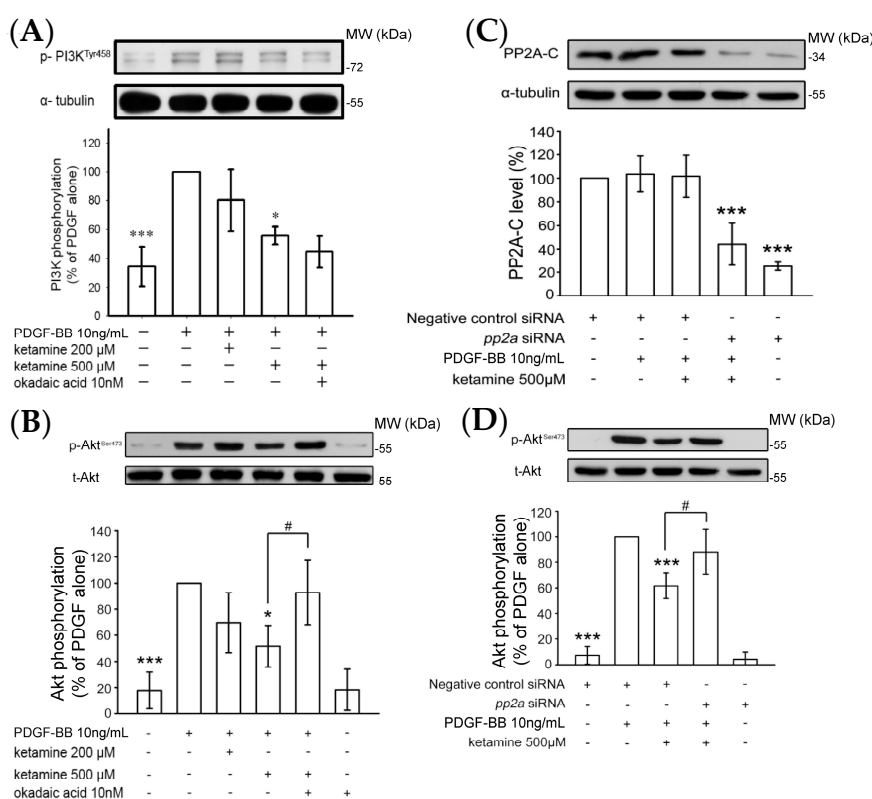 (A)
MW (kDa)
p- PI3KTyr458
-72
α- tubulin
-55
PI3K phosphorylation
(% of PDGF alone)
120
100
80
60
40
20
0
***
*
PDGF-BB 10ng/mL – + + + +
ketamine 200 µM – – + – –
ketamine 500 µM – – – + +
okadaic acid 10nM – – – – +
(B)
MW (kDa)
p-AktSer473
-55
t-Akt
55
Akt phosphorylation
(% of PDGF alone)
140
120
100
80
60
40
20
0
***
*
#
PDGF-BB 10ng/mL - + + + + -
ketamine 200 µM - - + - - -
ketamine 500 µM - - - + + -
okadaic acid 10nM - - - - + +
(C)
MW (kDa)
PP2A-C
-34
α-tubulin
-55
PP2A-C level (%)
140
120
100
80
60
40
20
0
***
***
Negative control siRNA + + + - -
pp2a siRNA - - - + +
PDGF-BB 10ng/mL - + + + -
ketamine 500µM - - + + -
(D)
MW (kDa)
p-AktSer473
-55
t-Akt
-55
Akt phosphorylation
(% of PDGF alone)
120
100
80
60
40
20
0
***
***
#
Negative control siRNA + + + - -
pp2a siRNA - - - + +
PDGF-BB 10ng/mL - + + + -
ketamine 500µM - - + + -